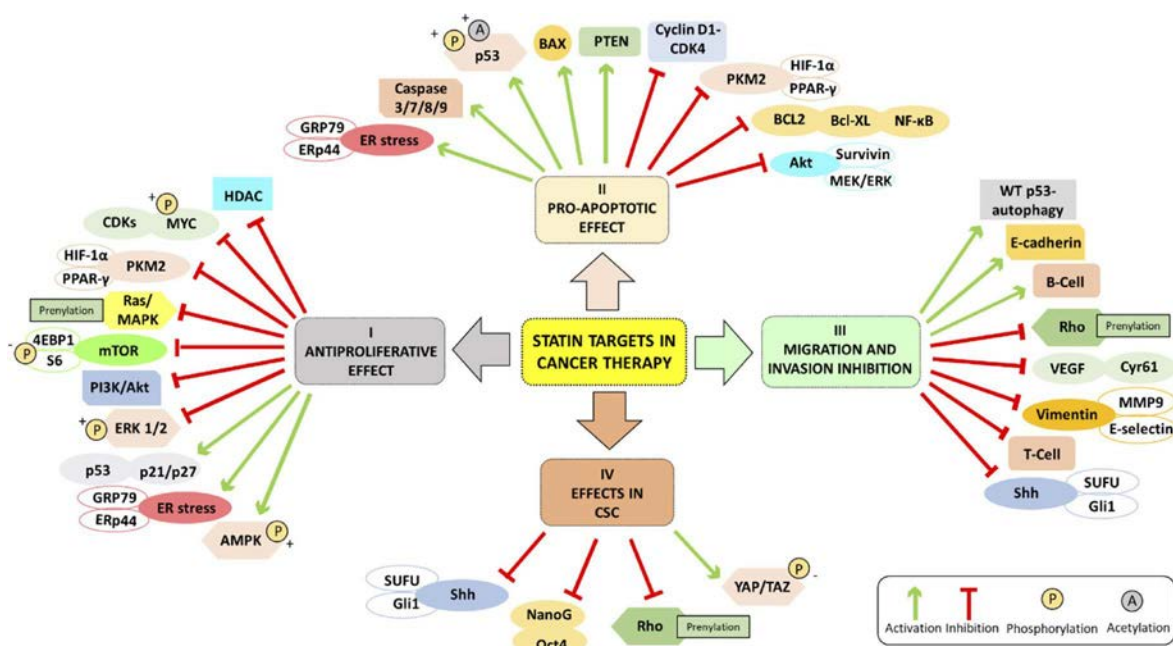 +
A
+
P
p53
BAX
PTEN
Cyclin D1-
CDK4
PKM2
HIF-1α
PPAR-γ
Caspase
3/7/8/9
BCL2
Bcl-XL
NF-κB
GRP79
ERp44
ER stress
Akt
Survivin
MEK/ERK
II
PRO-APOPTOTIC
EFFECT
HDAC
+
P
CDKs
MYC
HIF-1α
PPAR-γ
PKM2
Prenylation
Ras/
MAPK
-
P
4EBP1
S6
mTOR
PI3K/Akt
+
P
ERK 1/2
p53
p21/p27
GRP79
ERp44
ER stress
AMPK
P
+
I
ANTIPROLIFERATIVE
EFFECT
STATIN TARGETS IN
CANCER THERAPY
III
MIGRATION AND
INVASION INHIBITION
WT p53-
autophagy
E-cadherin
B-Cell
Rho
Prenylation
VEGF
Cyr61
Vimentin
MMP9
E-selectin
T-Cell
Shh
SUFU
Gli1
IV
EFFECTS IN
CSC
SUFU
Gli1
Shh
NanoG
Oct4
Rho
Prenylation
YAP/TAZ
P
-
P
A
Activation
Inhibition
Phosphorylation
Acetylation